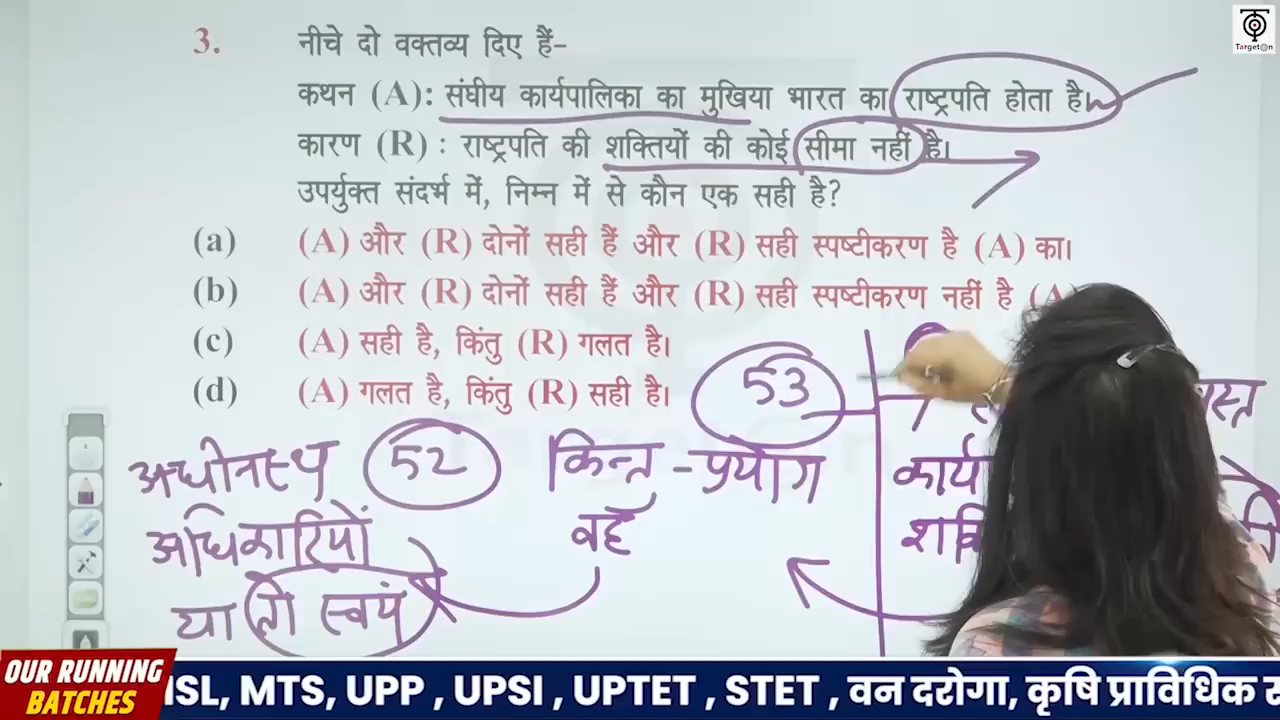 TargetOn
3. नीचे दो वक्तव्य दिए हैं-
कथन (A): संघीय कार्यपालिका का मुखिया भारत का राष्ट्रपति होता है।
कारण (R) : राष्ट्रपति की शक्तियों की कोई सीमा नहीं है।
उपर्युक्त संदर्भ में, निम्न में से कौन एक सही है?
(a) (A) और (R) दोनों सही हैं और (R) सही स्पष्टीकरण है (A) का।
(b) (A) और (R) दोनों सही हैं और (R) सही स्पष्टीकरण नहीं है (A)
(c) (A) सही है, किंतु (R) गलत है।
(d) (A) गलत है, किंतु (R) सही है।
53
अधीनस्थ 52 किन्तु - प्रयोग कार्य
अधिकारियों वह
या तो स्वयं
OUR RUNNING
BATCHES
MTS, UPP , UPSI , UPTET , STET , वन दरोगा, कृषि प्राविधिक